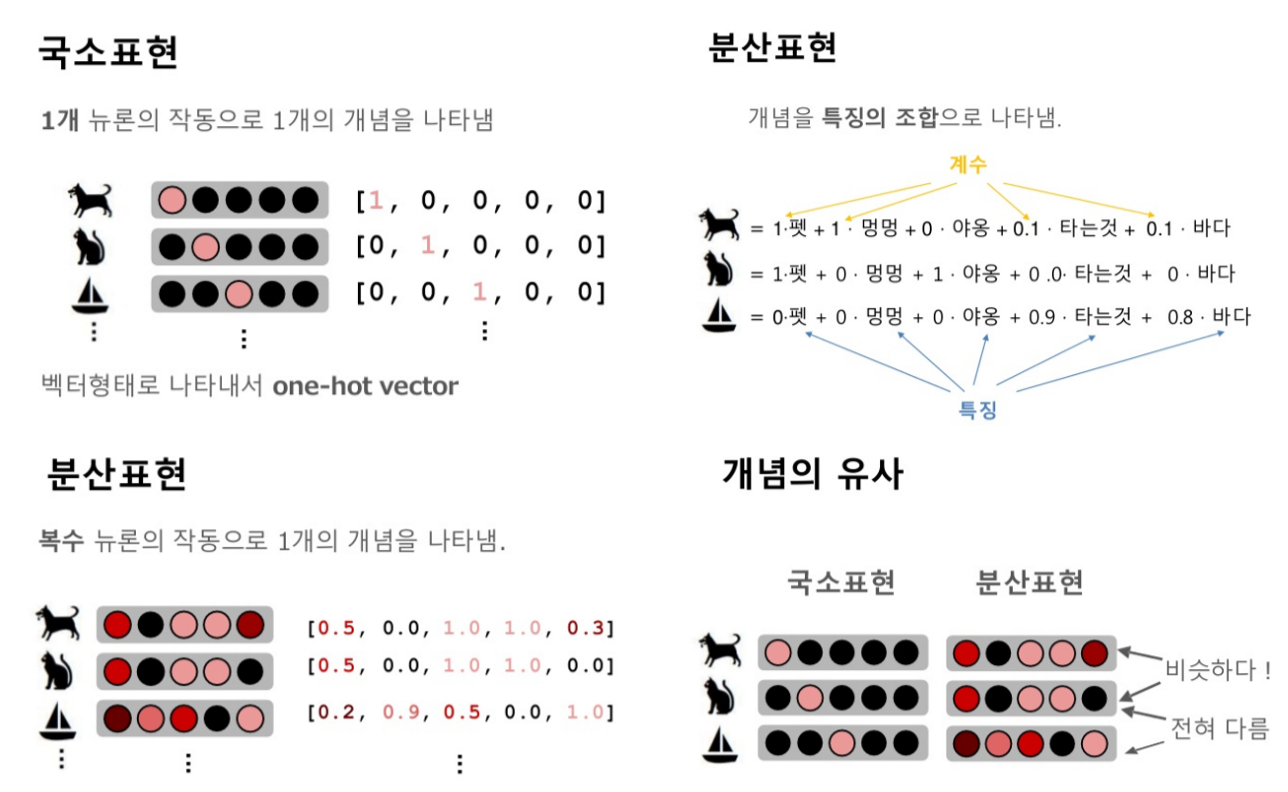 국소표현
1개 뉴론의 작동으로 1개의 개념을 나타냄
[1, 0, 0, 0, 0]
[0, 1, 0, 0, 0]
[0, 0, 1, 0, 0]
벡터형태로 나타내서 one-hot vector
분산표현
개념을 특징의 조합으로 나타냄.
계수
= 1·펫 + 1 · 멍멍 + 0 · 야옹 + 0.1 · 타는것 + 0.1 · 바다
= 1·펫 + 0 · 멍멍 + 1 · 야옹 + 0 .0· 타는것 + 0 · 바다
= 0·펫 + 0 · 멍멍 + 0 · 야옹 + 0.9 · 타는것 + 0.8 · 바다
특징
분산표현
복수 뉴론의 작동으로 1개의 개념을 나타냄.
[0.5, 0.0, 1.0, 1.0, 0.3]
[0.5, 0.0, 1.0, 1.0, 0.0]
[0.2, 0.9, 0.5, 0.0, 1.0]
개념의 유사
국소표현 분산표현
비슷하다 !
전혀 다름